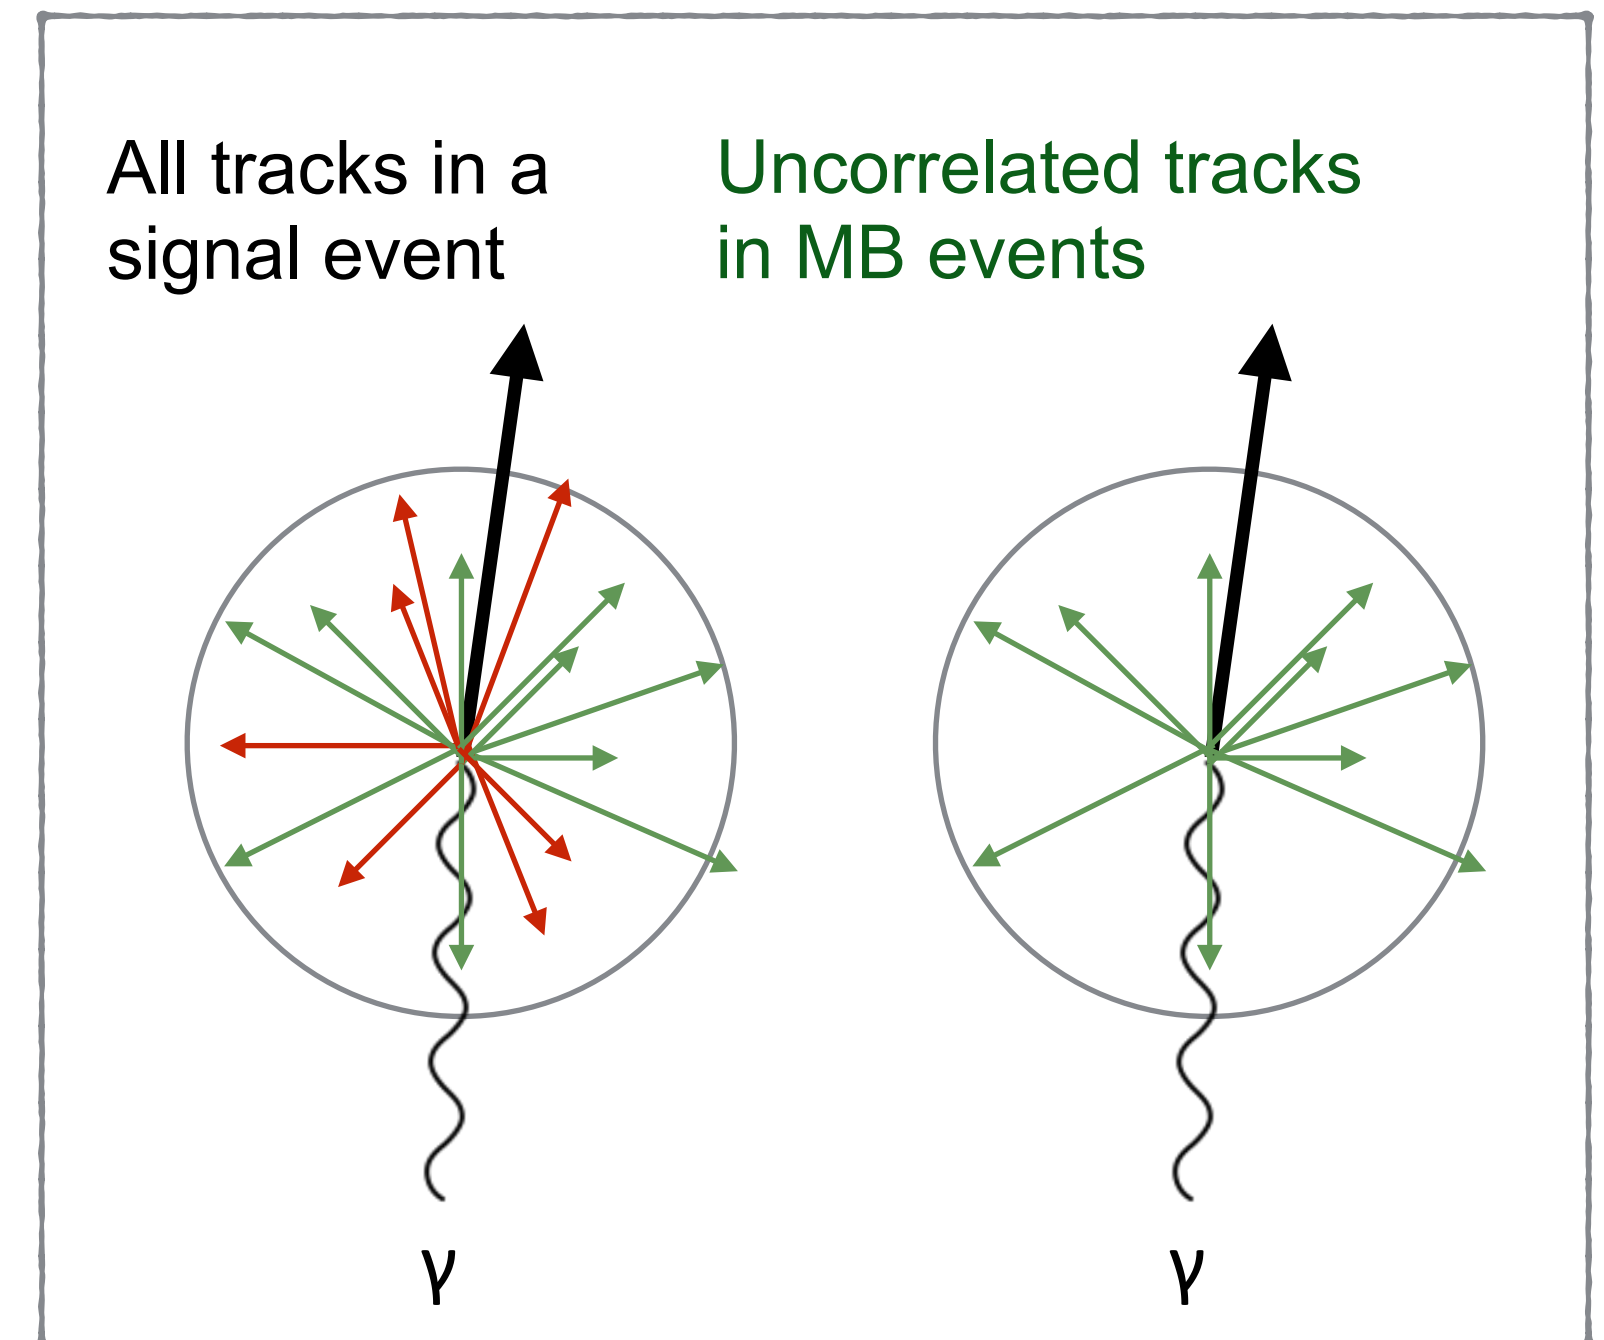 All tracks in a
signal event
Uncorrelated tracks
in MB events
γ
γ